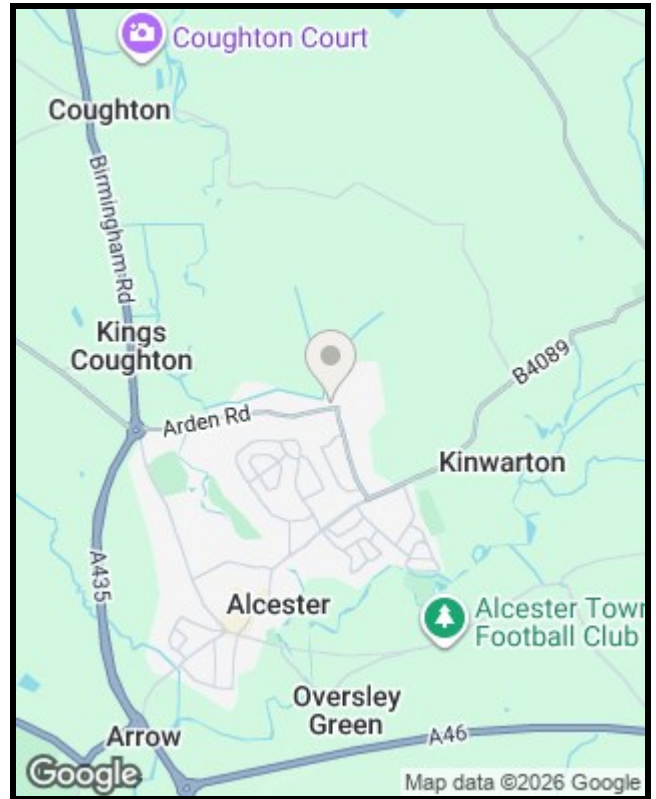 Coughton Court
Coughton
Birmingham Rd
Kings
Coughton
B4089
Arden Rd
Kinwarton
A435
Alcester
Alcester Town
Football Club
Oversley
Green
Arrow
A46
Google
Map data ©2026 Google